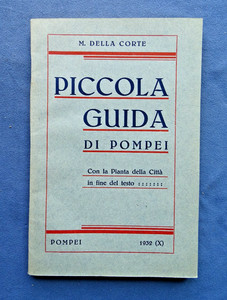 M. DELLA CORTE
PICCOLA
GUIDA
DI POMPEI
Con la Pianta della Città
in fine del testo :::::::
POMPEI 1939 (X)